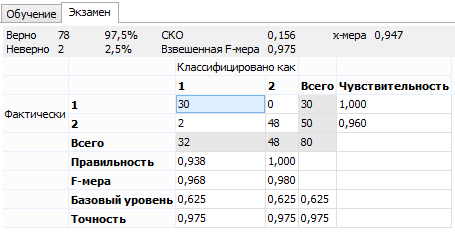 Обучение Экзамен
Верно 78 97,5% СКО 0,156 х-мера 0,947
Неверно 2 2,5% Взвешенная F-мера 0,975
Классифицировано как
1 2 Всего Чувствительность
Фактически 1 30 0 30 1,000
2 2 48 50 0,960
Всего 32 48 80
Правильность 0,938 1,000
F-мера 0,968 0,980
Базовый уровень 0,625 0,625 0,625
Точность 0,975 0,975 0,975